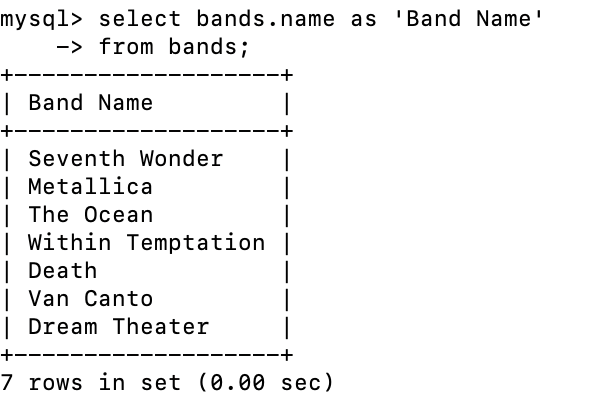 mysql> select bands.name as 'Band Name'
    -> from bands;
+-------------------+
| Band Name         |
+-------------------+
| Seventh Wonder    |
| Metallica         |
| The Ocean         |
| Within Temptation |
| Death             |
| Van Canto         |
| Dream Theater     |
+-------------------+
7 rows in set (0.00 sec)